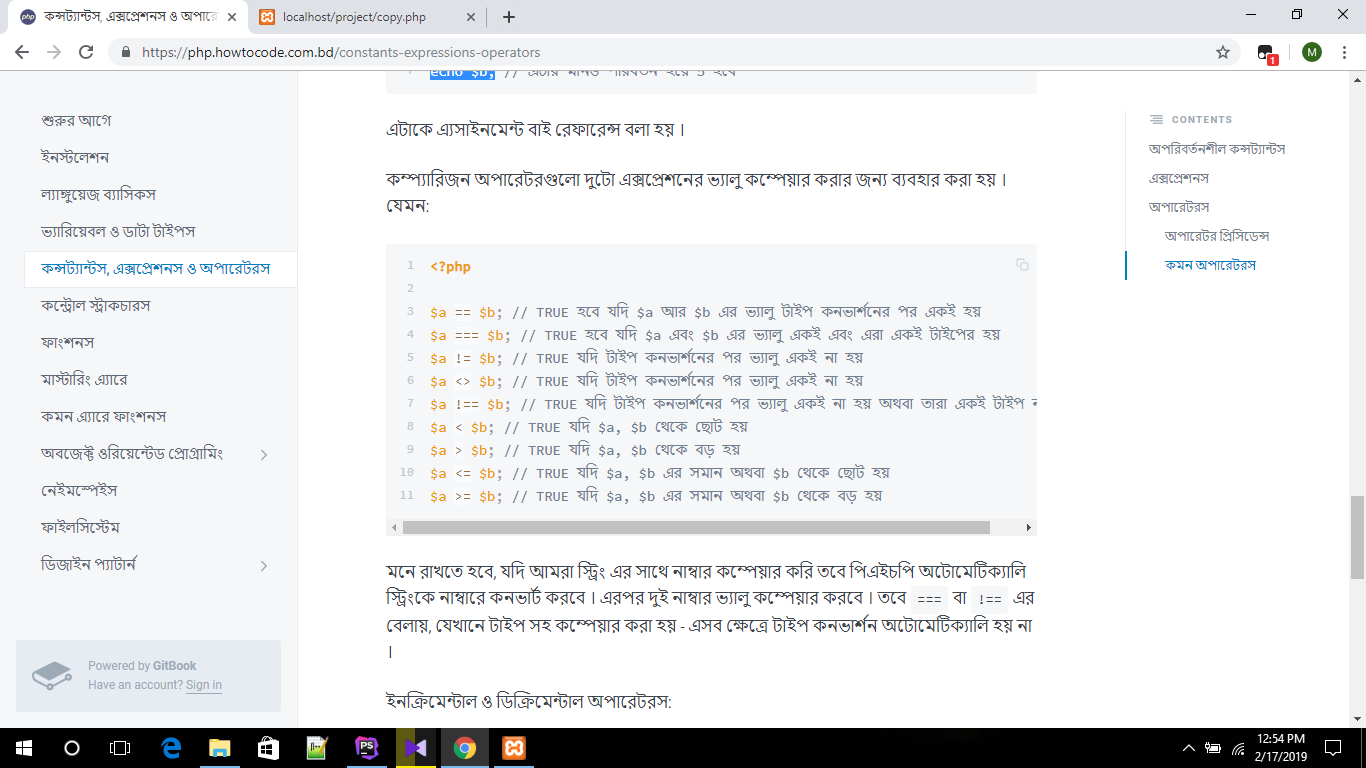 কন্সট্যান্টস, এক্সপ্রেশনস ও অপারে
localhost/project/copy.php
https://php.howtocode.com.bd/constants-expressions-operators
M
1
শুরুর আগে
ইনস্টলেশন
ল্যাঙ্গুয়েজ ব্যাসিকস
ভ্যারিয়েবল ও ডাটা টাইপস
কন্সট্যান্টস, এক্সপ্রেশনস ও অপারেটরস
কন্ট্রোল স্ট্রাকচারস
ফাংশনস
মাস্টারিং এ্যারে
কমন এ্যারে ফাংশনস
অবজেক্ট ওরিয়েন্টেড প্রোগ্রামিং
নেইমস্পেইস
ফাইলসিস্টেম
ডিজাইন প্যাটার্ন
Powered by GitBook
Have an account? Sign in
echo $b; // এটার মানও পরিবর্তন হয়ে 5 হবে
এটাকে এ্যসাইনমেন্ট বাই রেফারেন্স বলা হয় ।
কম্প্যারিজন অপারেটরগুলো দুটো এক্সপ্রেশনের ভ্যালু কম্পেয়ার করার জন্য ব্যবহার করা হয় ।
যেমন:
1 <?php
2
3 $a == $b; // TRUE হবে যদি $a আর $b এর ভ্যালু টাইপ কনভার্শনের পর একই হয়
4 $a === $b; // TRUE হবে যদি $a এবং $b এর ভ্যালু একই এবং এরা একই টাইপের হয়
5 $a != $b; // TRUE যদি টাইপ কনভার্শনের পর ভ্যালু একই না হয়
6 $a <> $b; // TRUE যদি টাইপ কনভার্শনের পর ভ্যালু একই না হয়
7 $a !== $b; // TRUE যদি টাইপ কনভার্শনের পর ভ্যালু একই না হয় অথবা তারা একই টাইপ
8 $a < $b; // TRUE যদি $a, $b থেকে ছোট হয়
9 $a > $b; // TRUE যদি $a, $b থেকে বড় হয়
10 $a <= $b; // TRUE যদি $a, $b এর সমান অথবা $b থেকে ছোট হয়
11 $a >= $b; // TRUE যদি $a, $b এর সমান অথবা $b থেকে বড় হয়
মনে রাখতে হবে, যদি আমরা স্ট্রিং এর সাথে নাম্বার কম্পেয়ার করি তবে পিএইচপি অটোমেটিক্যালি
স্ট্রিংকে নাম্বারে কনভার্ট করবে । এরপর দুই নাম্বার ভ্যালু কম্পেয়ার করবে । তবে === বা !== এর
বেলায়, যেখানে টাইপ সহ কম্পেয়ার করা হয় - এসব ক্ষেত্রে টাইপ কনভার্শন অটোমেটিক্যালি হয় না
।
ইনক্রিমেন্টাল ও ডিক্রিমেন্টাল অপারেটরস:
CONTENTS
অপরিবর্তনশীল কন্সট্যান্টস
এক্সপ্রেশনস
অপারেটরস
অপারেটর প্রিসিডেন্স
কমন অপারেটরস
12:54 PM
2/17/2019